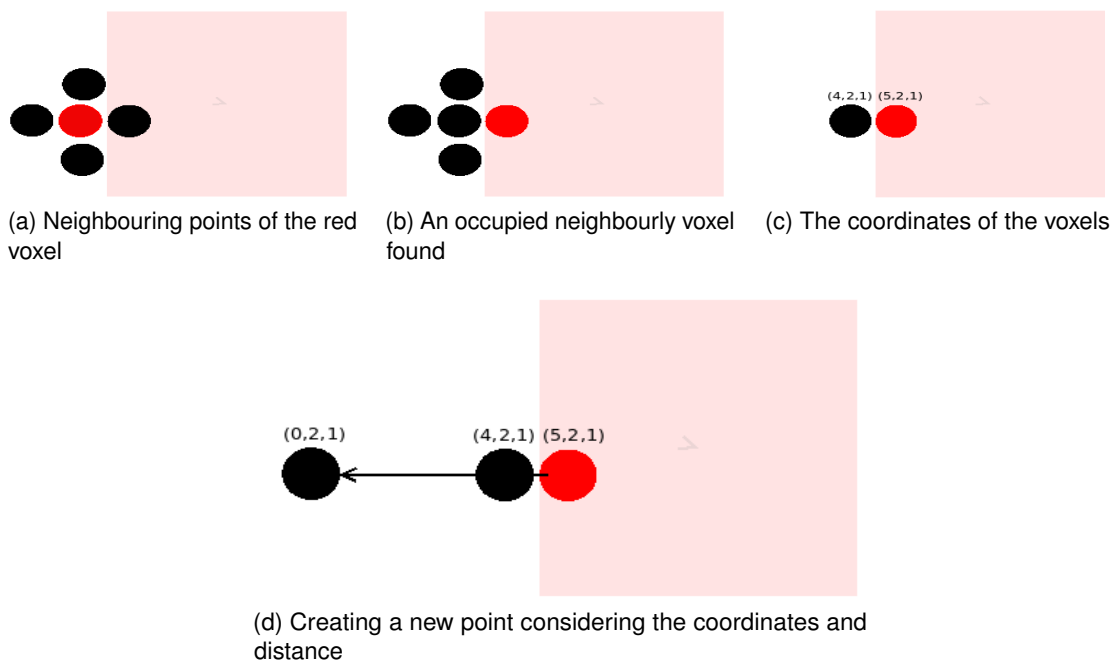 (4,2,1) (5,2,1)
(a) Neighbouring points of the red
voxel
(b) An occupied neighbourly voxel
found
(c) The coordinates of the voxels
(0,2,1) (4,2,1) (5,2,1)
(d) Creating a new point considering the coordinates and
distance